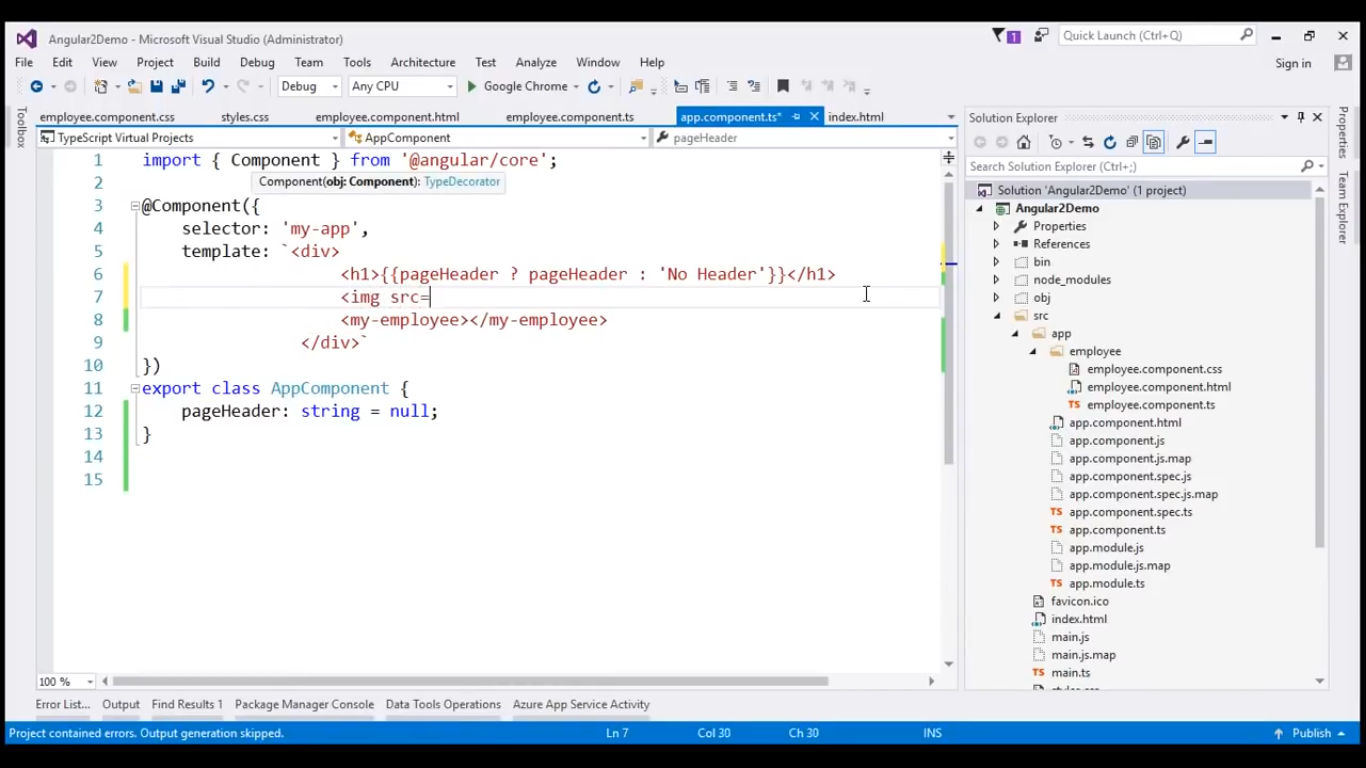 Angular2Demo - Microsoft Visual Studio (Administrator)
1
Quick Launch (Ctrl+Q)
File Edit View Project Build Debug Team Tools Architecture Test Analyze Window Help
Sign in
Debug Any CPU Google Chrome
Toolbox
employee.component.css styles.css employee.component.html employee.component.ts app.component.ts* index.html
TypeScript Virtual Projects AppComponent pageHeader
1 import { Component } from '@angular/core';
2 Component(obj: Component): TypeDecorator
3 @Component({
4 selector: 'my-app',
5 template: `<div>
6 <h1>{{pageHeader ? pageHeader : 'No Header'}}</h1>
7 <img src=
8 <my-employee></my-employee>
9 </div>`
10 })
11 export class AppComponent {
12 pageHeader: string = null;
13 }
14
15
100 %
Solution Explorer
Search Solution Explorer (Ctrl+;)
Solution 'Angular2Demo' (1 project)
Angular2Demo
Properties
References
bin
node_modules
obj
src
app
employee
employee.component.css
employee.component.html
employee.component.ts
app.component.html
app.component.js
app.component.js.map
app.component.spec.js
app.component.spec.js.map
app.component.spec.ts
app.component.ts
app.module.js
app.module.js.map
app.module.ts
favicon.ico
index.html
main.js
main.js.map
main.ts
Properties
Team Explorer
Error List... Output Find Results 1 Package Manager Console Data Tools Operations Azure App Service Activity
Project contained errors. Output generation skipped. Ln 7 Col 30 Ch 30 INS Publish